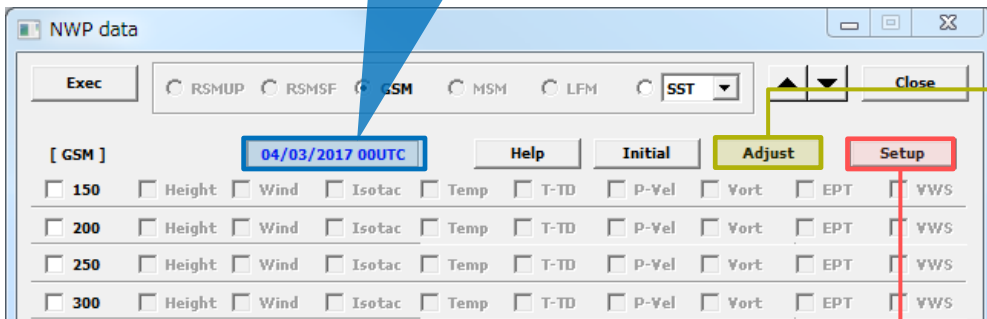 NWP data
Exec RSMUP RSMSF GSM MSM LFM SST Close
[ GSM ] 04/03/2017 00UTC Help Initial Adjust Setup
150 Height Wind Isotac Temp T-TD P-Vel Vort EPT VWS
200 Height Wind Isotac Temp T-TD P-Vel Vort EPT VWS
250 Height Wind Isotac Temp T-TD P-Vel Vort EPT VWS
300 Height Wind Isotac Temp T-TD P-Vel Vort EPT VWS